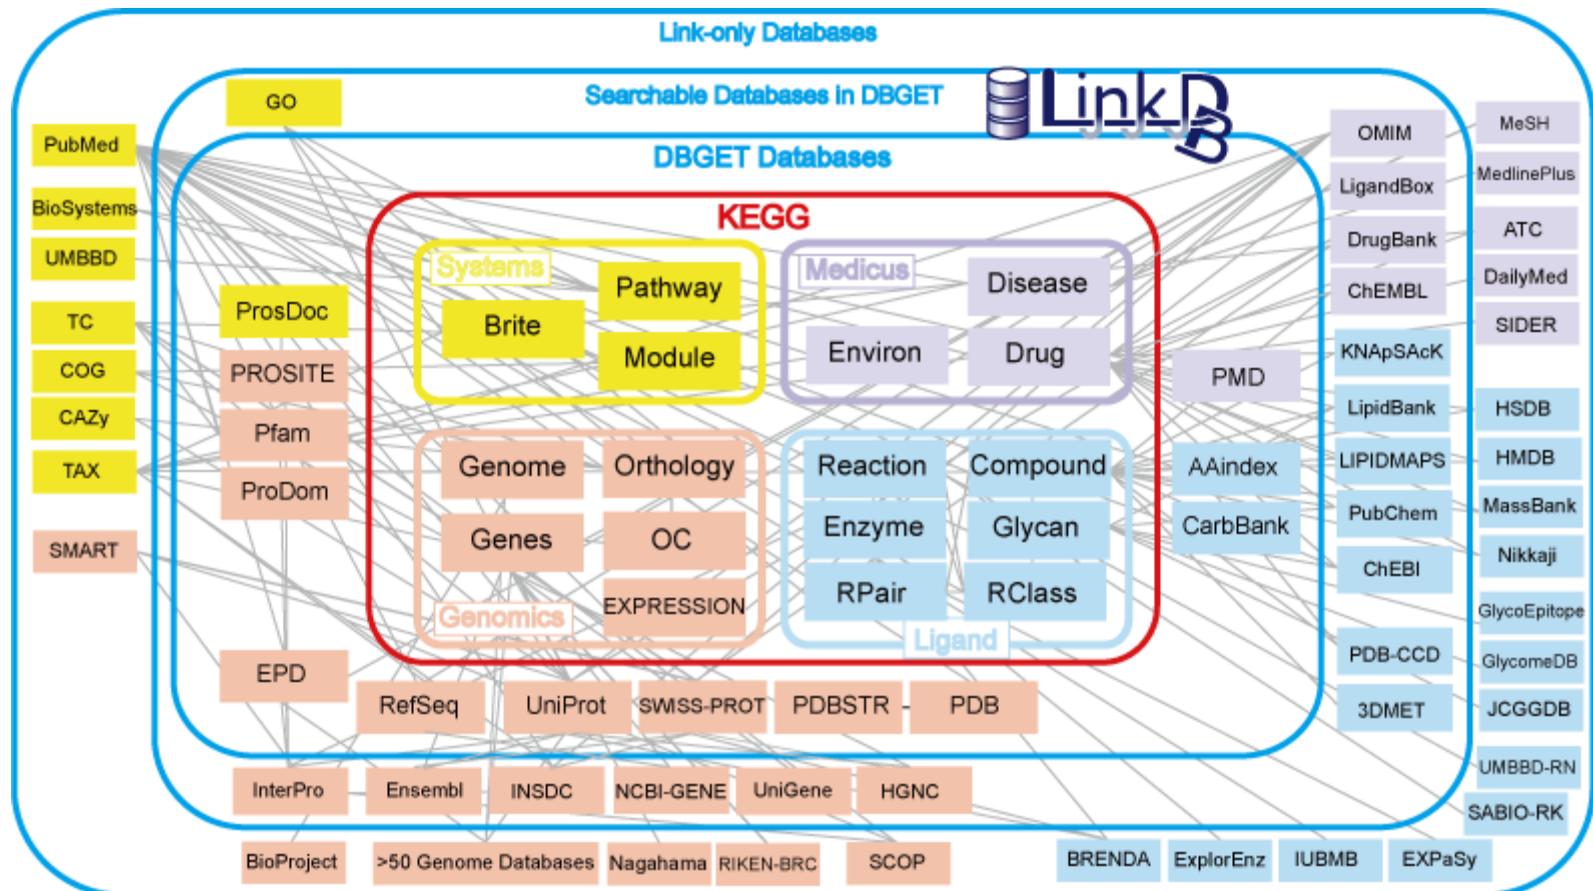 Link-only Databases
Searchable Databases in DBGET
LinkDB
DBGET Databases
KEGG
GO
PubMed
BioSystems
UMBBD
TC
COG
CAZy
TAX
SMART
ProsDoc
PROSITE
Pfam
ProDom
EPD
Systems
Brite
Pathway
Module
Medicus
Disease
Environ
Drug
Genome
Orthology
Genes
OC
EXPRESSION
Genomics
Reaction
Compound
Enzyme
Glycan
RPair
RClass
Ligand
PMD
AAindex
CarbBank
RefSeq
UniProt
SWISS-PROT
PDBSTR - PDB
InterPro
Ensembl
INSDC
NCBI-GENE
UniGene
HGNC
BioProject
>50 Genome Databases
Nagahama
RIKEN-BRC
SCOP
BRENDA
ExplorEnz
IUBMB
EXPaSy
OMIM
LigandBox
DrugBank
ChEMBL
KNApSAcK
LipidBank
LIPIDMAPS
PubChem
ChEBI
PDB-CCD
3DMET
MeSH
MedlinePlus
ATC
DailyMed
SIDER
HSDB
HMDB
MassBank
Nikkaji
GlycoEpitope
GlycomeDB
JCGGDB
UMBBD-RN
SABIO-RK